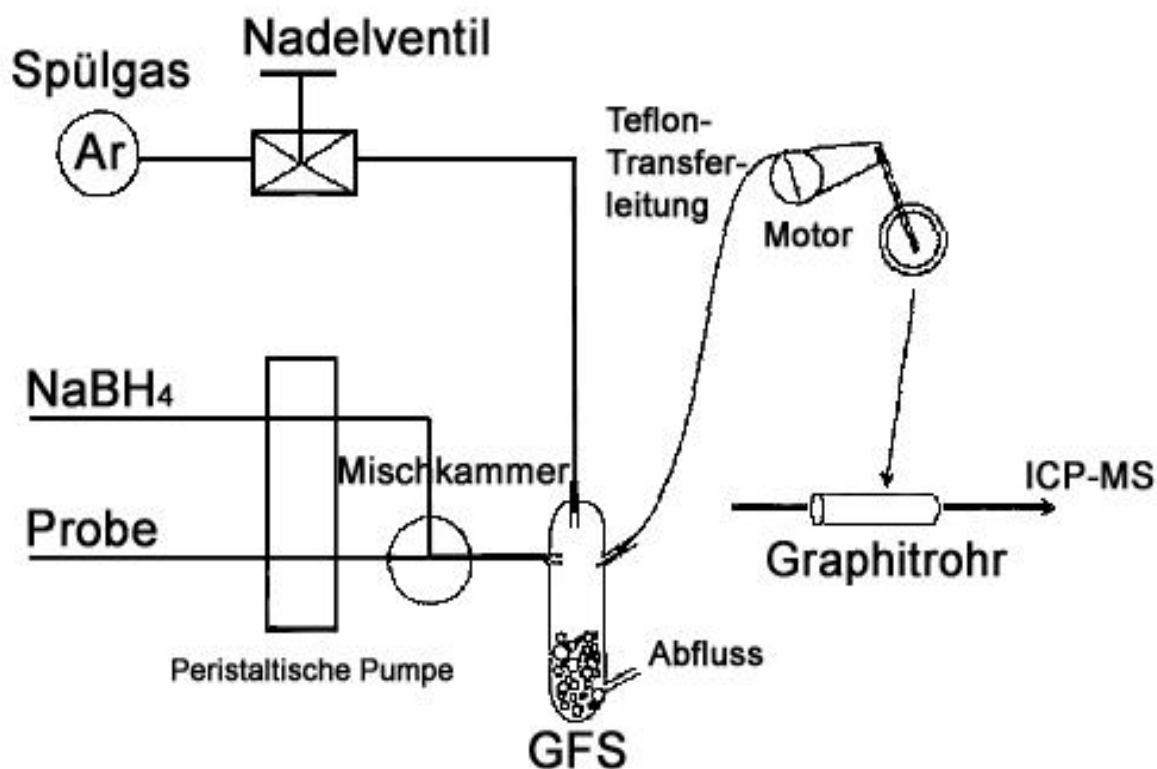 Nadelventil
Spülgas
Ar
Teflon-
Transfer-
leitung
Motor
NaBH₄
Mischkammer
Probe
ICP-MS
Graphitrohr
Peristaltische Pumpe
Abfluss
GFS